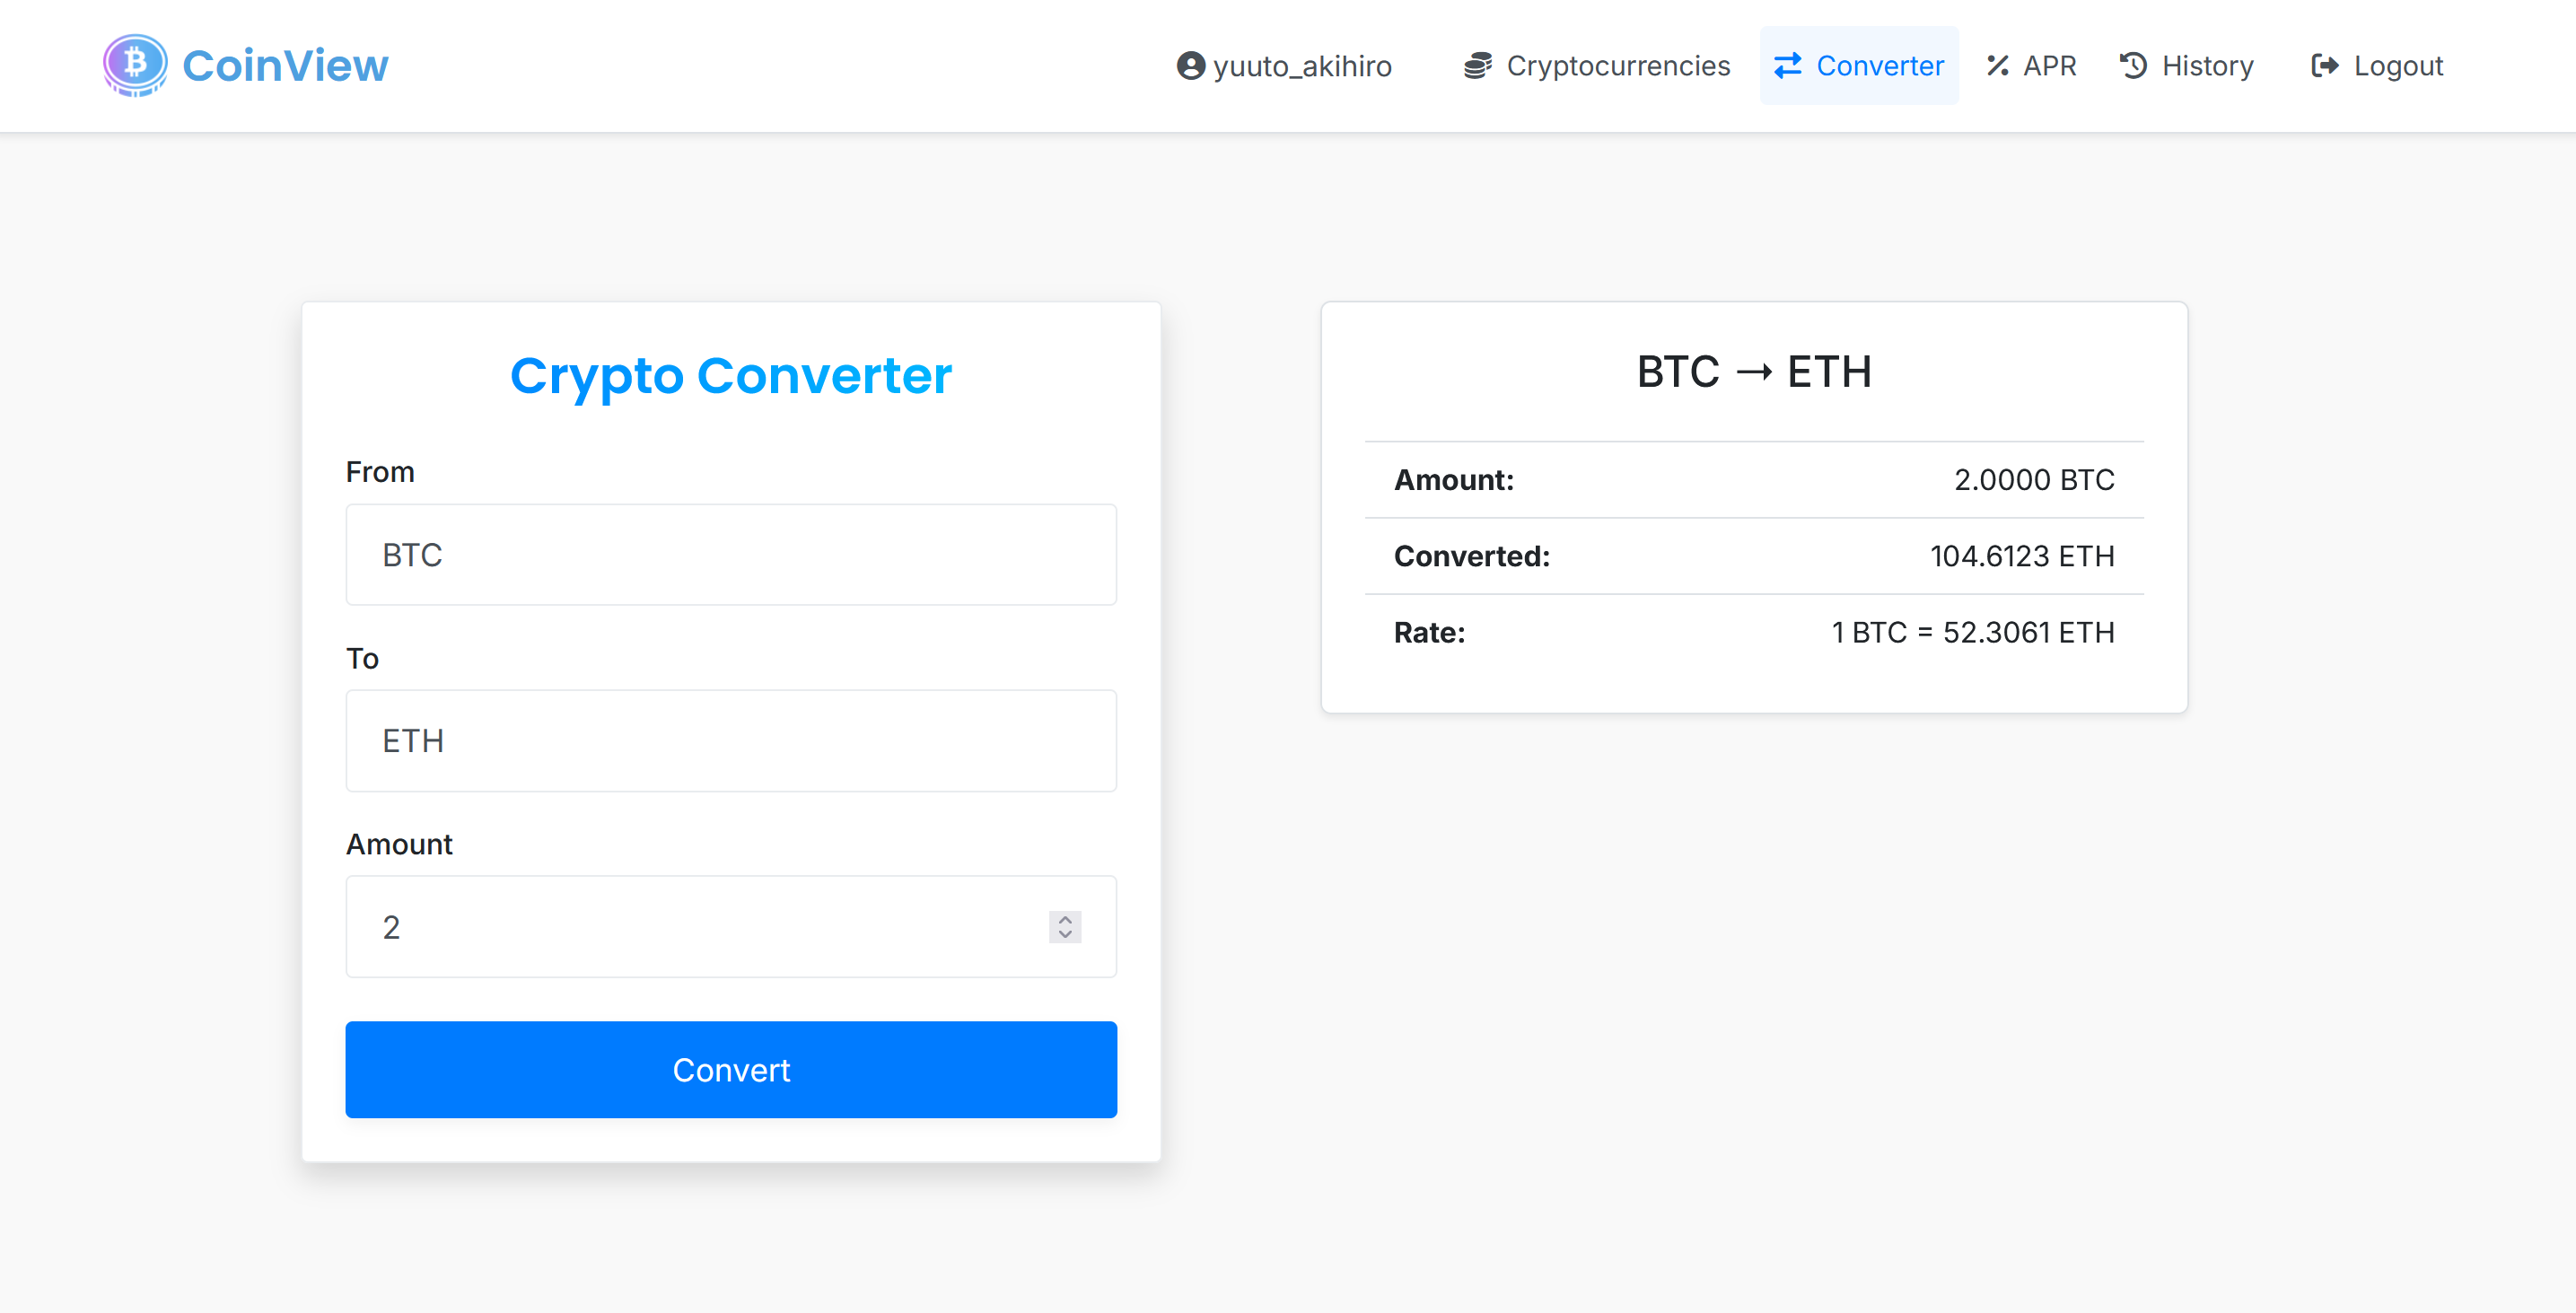 CoinView
yuuto_akihiro Cryptocurrencies Converter APR History Logout
Crypto Converter
From
BTC
To
ETH
Amount
2
Convert
BTC → ETH
Amount: 2.0000 BTC
Converted: 104.6123 ETH
Rate: 1 BTC = 52.3061 ETH